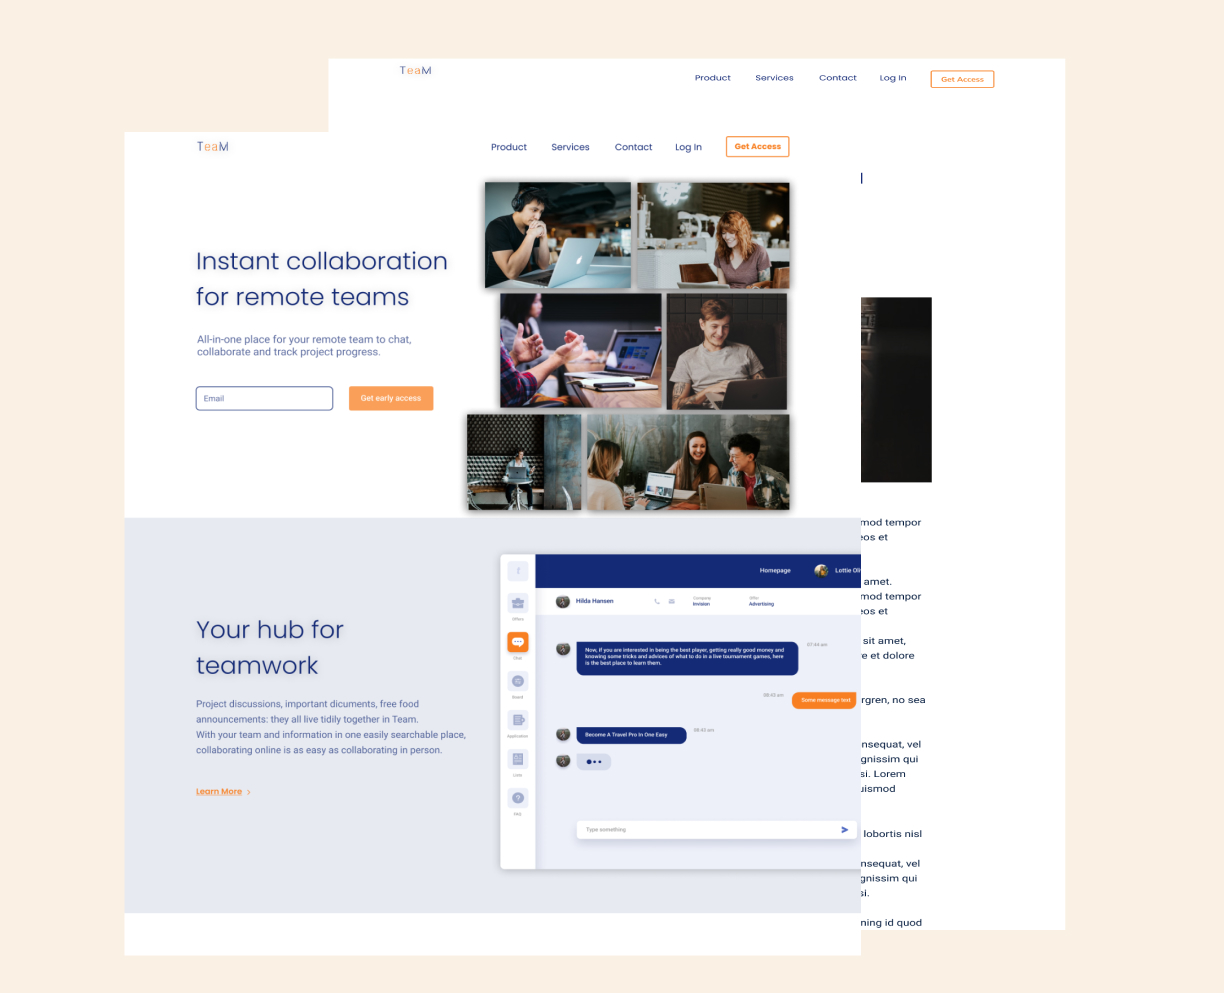 TeaM
Product Services Contact Log In Get Access
TeaM
Product Services Contact Log In Get Access
Instant collaboration
for remote teams
All-in-one place for your remote team to chat,
collaborate and track project progress.
Email Get early access
Your hub for
teamwork
Project discussions, important dicuments, free food
announcements: they all live tidily together in Team.
With your team and information in one easily searchable place,
collaborating online is as easy as collaborating in person.
Learn More
Homepage Lottie Oli
Hilda Hansen
Company
Invision
Offer
Advertising
Offers
Chat
Brand
Application
Lists
FAQ
Now, if you are interested in being the best player, getting really good money and
knowing some tricks and advices of what to do in a live tournament games, here
is the best place to learn them.
07:44 am
08:43 am
Some message text
Become A Travel Pro In One Easy
08:43 am
Type something
mod tempor
eos et
amet.
mod tempor
eos et
sit amet,
re et dolore
rgren, no sea
nsequat, vel
gnissim qui
si. Lorem
uismod
lobortis nisl
nsequat, vel
gnissim qui
si.
ning id quod